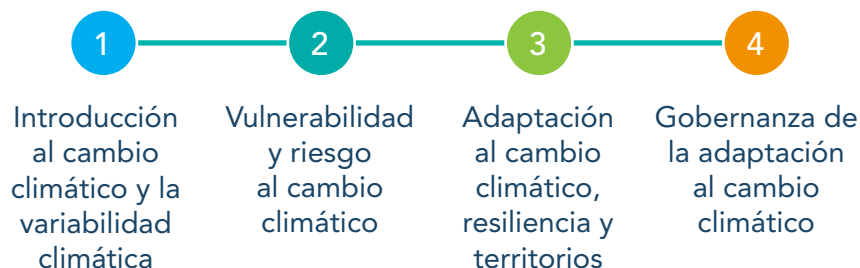 1
2
3
4
Introducción
al cambio
climático y la
variabilidad
climática
Vulnerabilidad
y riesgo
al cambio
climático
Adaptación
al cambio
climático,
resiliencia y
territorios
Gobernanza de
la adaptación
al cambio
climático